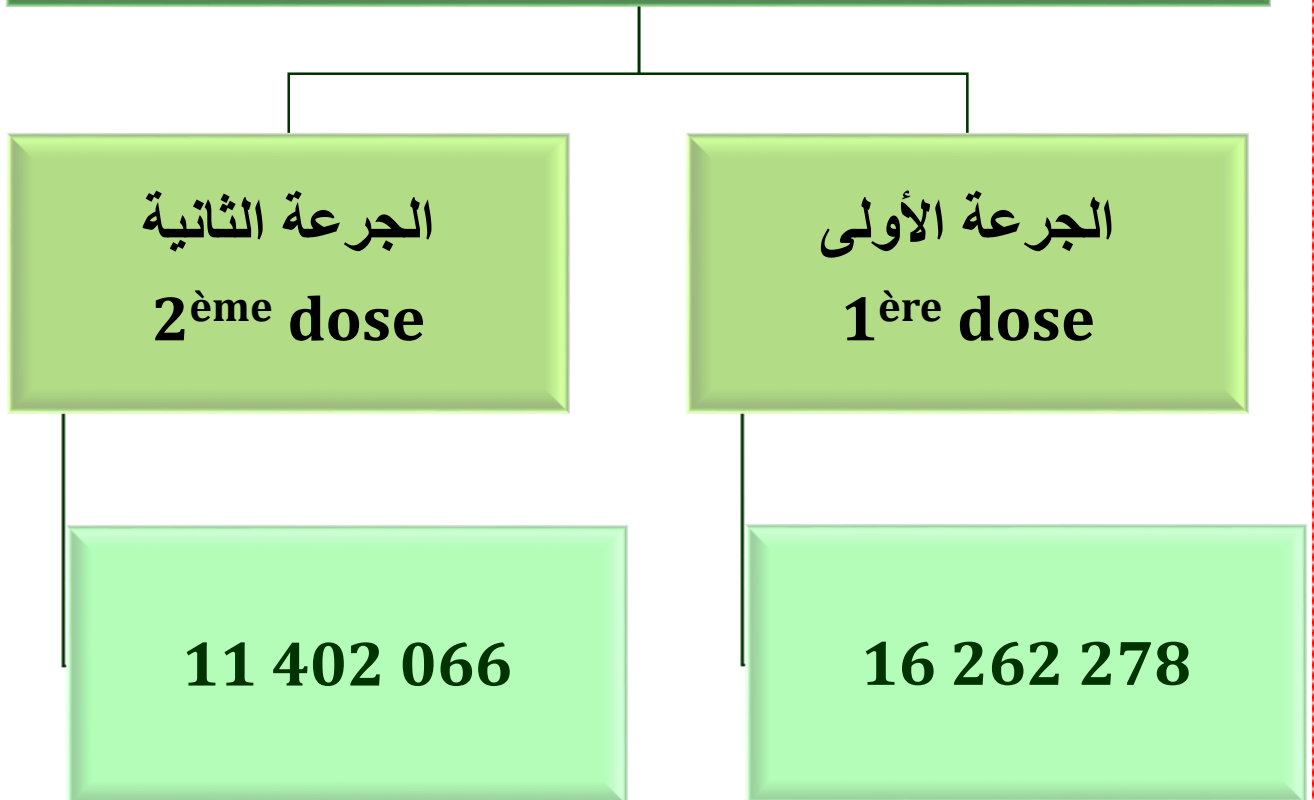 الجرعة الأولى
1ère dose
16 262 278
الجرعة الثانية
2ème dose
11 402 066